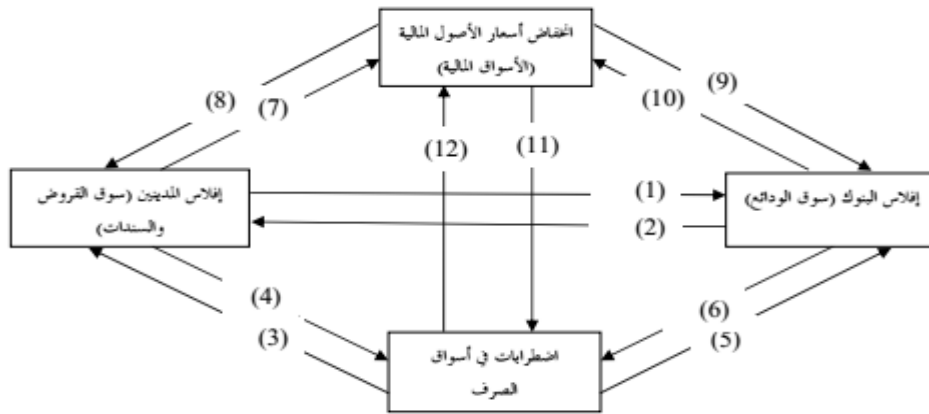 انخفاض أسعار الأصول المالية
(الأسواق المالية)
(8)
(9)
(7)
(10)
(12)
(11)
إفلاس المدينين (سوق القروض
والسندات)
(1)
إفلاس البنوك (سوق الودائع)
(2)
(4)
(6)
(3)
(5)
اضطرابات في أسواق
الصرف